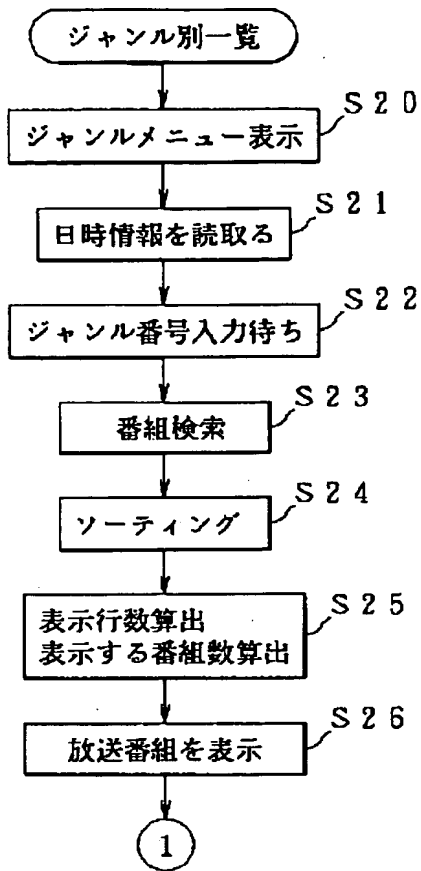 ジャンル別一覧
S20
ジャンルメニュー表示
S21
日時情報を読取る
S22
ジャンル番号入力待ち
S23
番組検索
S24
ソーティング
S25
表示行数算出
表示する番組数算出
S26
放送番組を表示
1